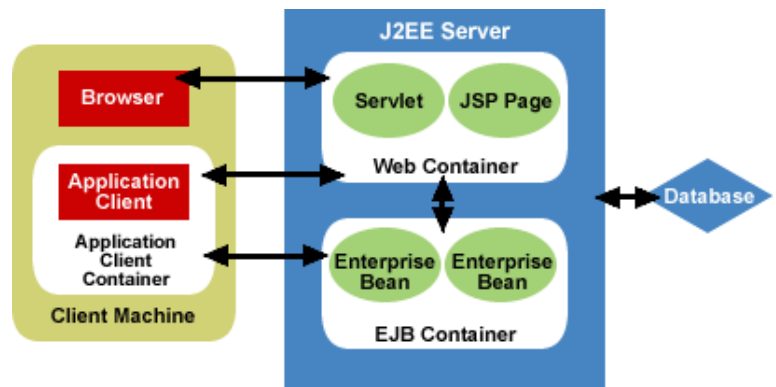 J2EE Server
Browser
Servlet
JSP Page
Web Container
Application
Client
Application
Client
Container
Client Machine
Enterprise
Bean
Enterprise
Bean
EJB Container
Database